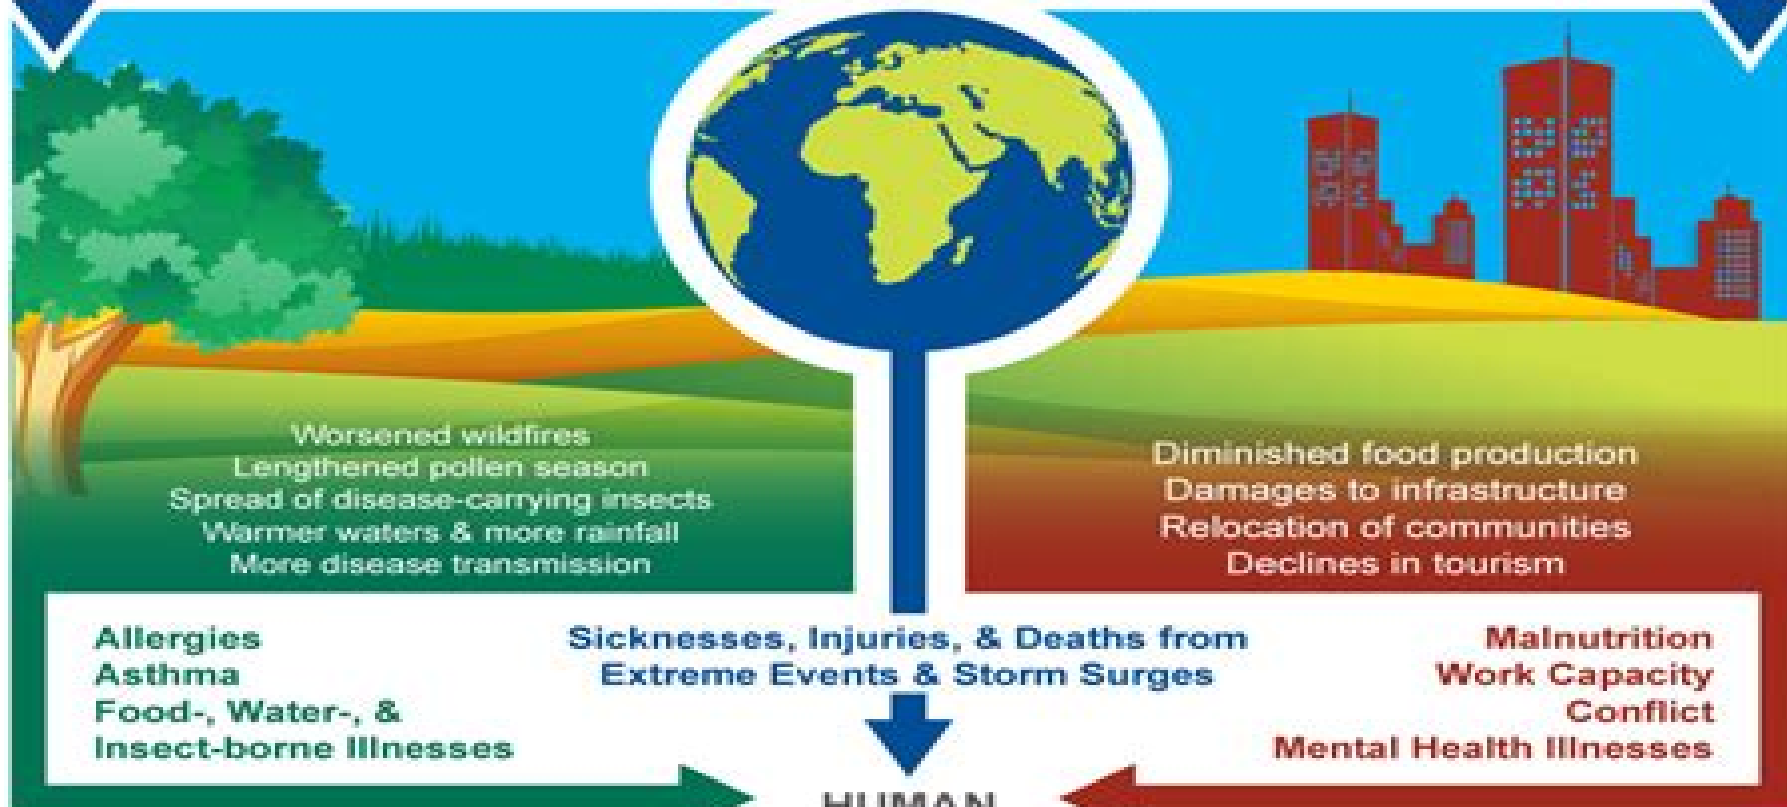 Worsened wildfires
Lengthened pollen season
Spread of disease-carrying insects
Warmer waters & more rainfall
More disease transmission
Diminished food production
Damages to infrastructure
Relocation of communities
Declines in tourism
Allergies
Asthma
Food-, Water-, &
Insect-borne Illnesses
Sicknesses, Injuries, & Deaths from
Extreme Events & Storm Surges
Malnutrition
Work Capacity
Conflict
Mental Health Illnesses
HUMAN